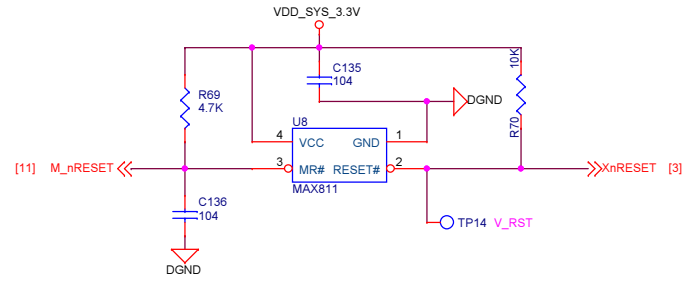 VDD_SYS_3.3V
C135
104
10K
R69
4.7K
DGND
R70
U8
4 VCC GND 1
[11] M_nRESET 3 MR# RESET# 2 XnRESET [3]
MAX811
C136
104
TP14 V_RST
DGND